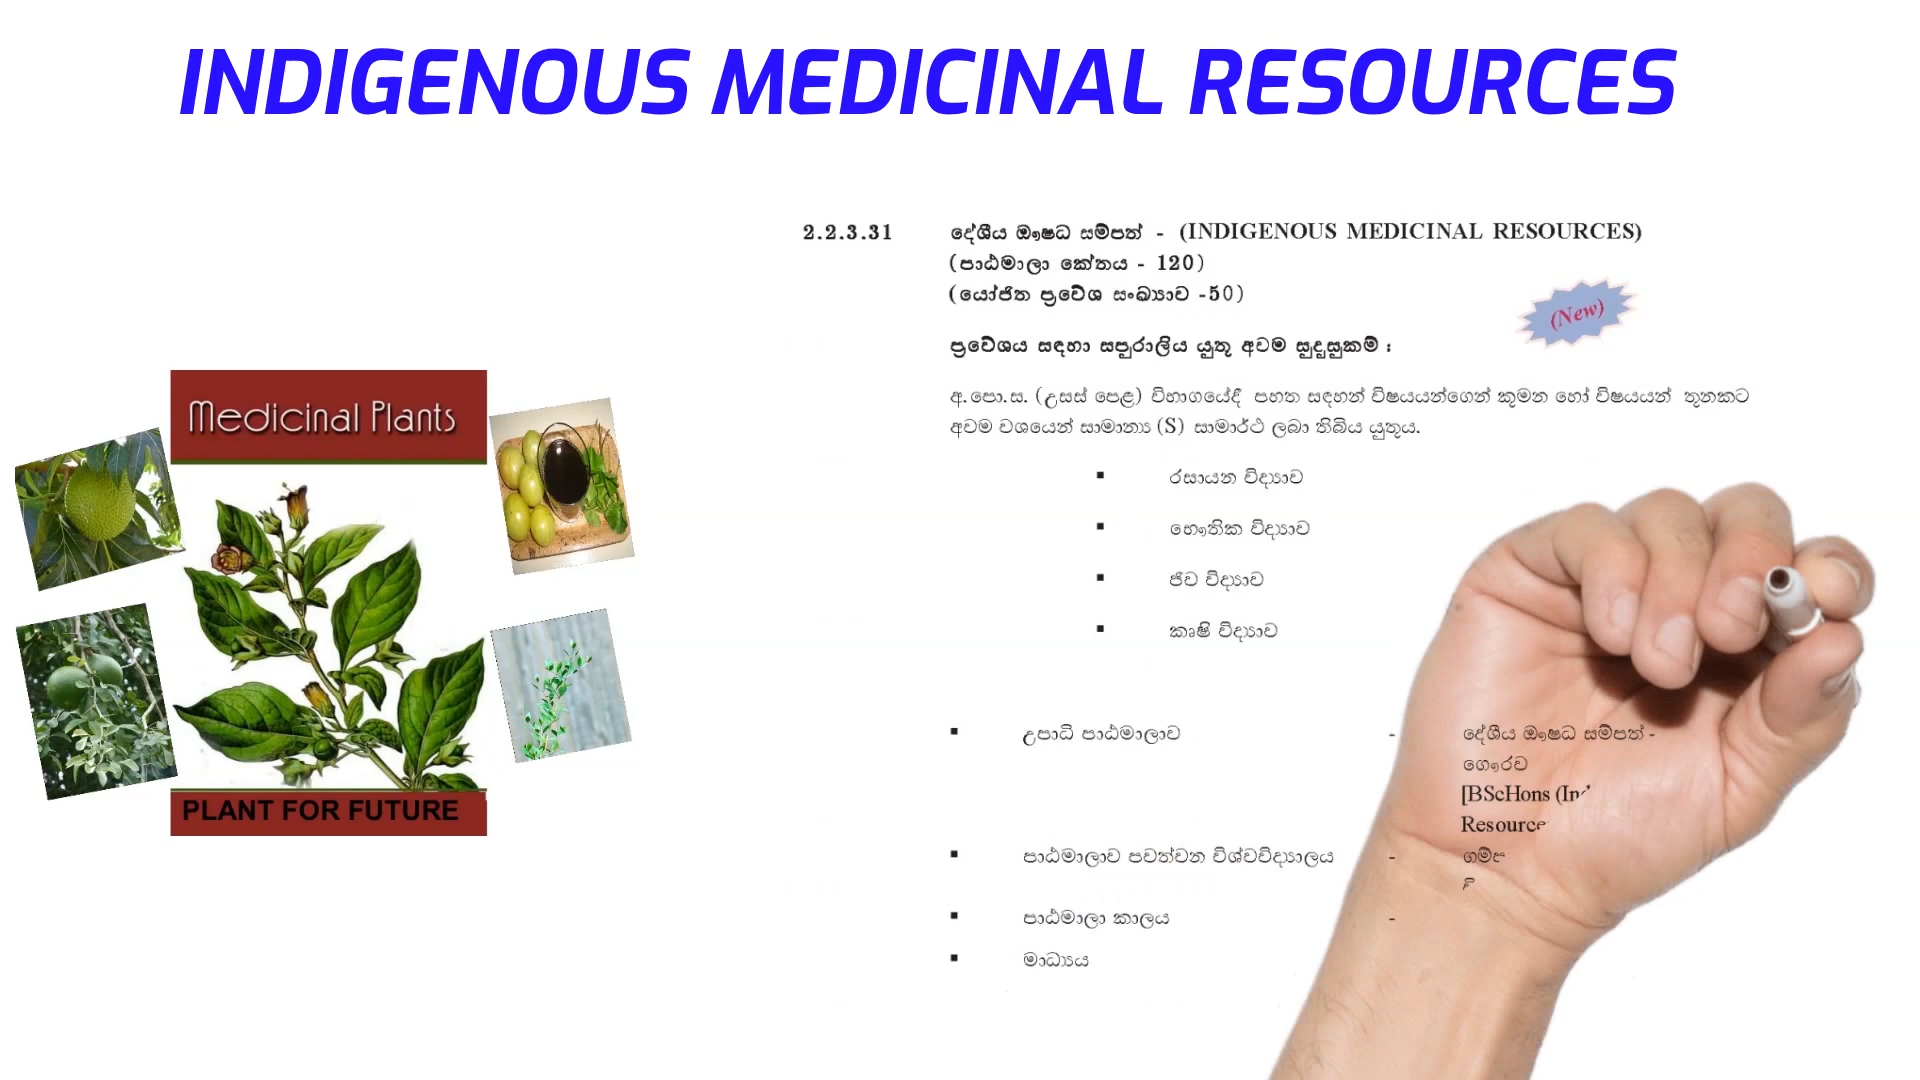 INDIGENOUS MEDICINAL RESOURCES
2.2.3.31 දේශීය ඖෂධ සම්පත් - (INDIGENOUS MEDICINAL RESOURCES)
(පාඨමාලා කේතය - 120)
(යෝජිත ප්‍රවේශ සංඛ්‍යාව -50)
(New)
ප්‍රවේශය සඳහා සපුරාලිය යුතු අවම සුදුසුකම් :
අ.පො.ස. (උසස් පෙළ) විභාගයේදී පහත සඳහන් විෂයයන්ගෙන් කුමන හෝ විෂයයන් තුනකට
අවම වශයෙන් සාමාන්‍ය (S) සාමාර්ථ ලබා තිබිය යුතුය.
▪ රසායන විද්‍යාව
▪ භෞතික විද්‍යාව
▪ ජීව විද්‍යාව
▪ කෘෂි විද්‍යාව
▪ උපාධි පාඨමාලාව - දේශීය ඖෂධ සම්පත් -
ගෞරව
[BScHons
▪ පාඨමාලාව පවත්වන විශ්වවිද්‍යාලය -
▪ පාඨමාලා කාලය -
▪ මාධ්‍යය
Medicinal Plants
PLANT FOR FUTURE